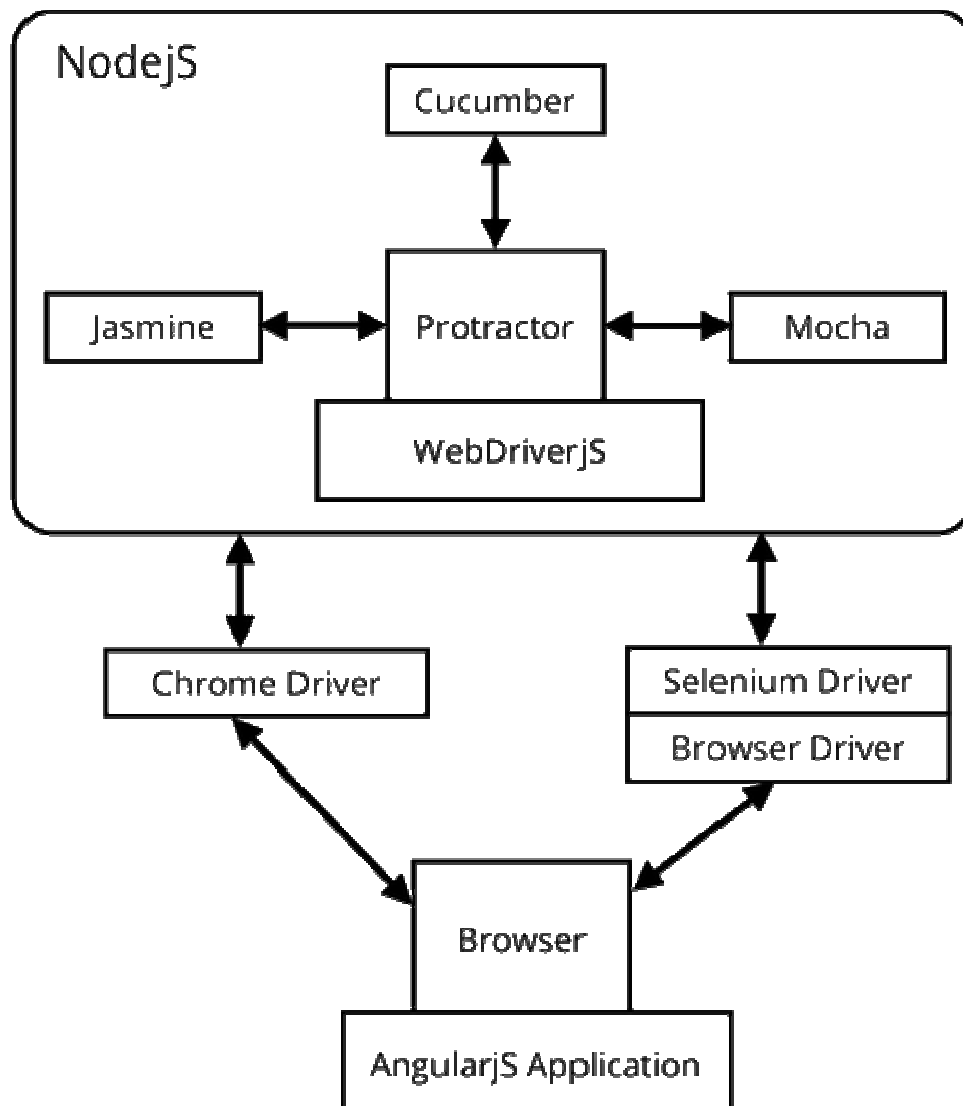 NodejS
Cucumber
Jasmine
Protractor
Mocha
WebDriverjS
Chrome Driver
Selenium Driver
Browser Driver
Browser
AngularjS Application